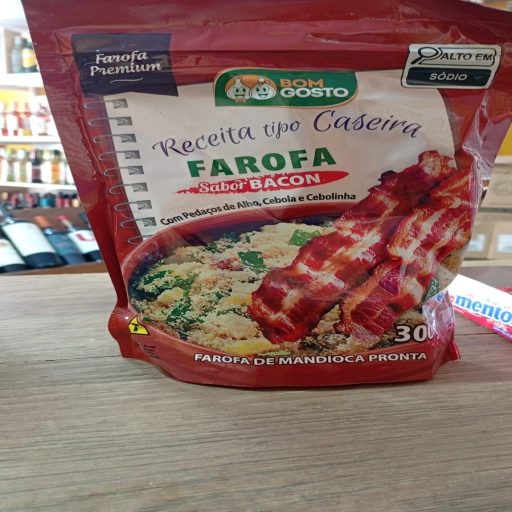 Farofa
Premium
ALTO EM
SÓDIO
BOM
GOSTO
Receita tipo Caseira
FAROFA
Sabor BACON
Com Pedaços de Alho, Cebola e Cebolinha
T
30
FAROFA DE MANDIOCA PRONTA
mento